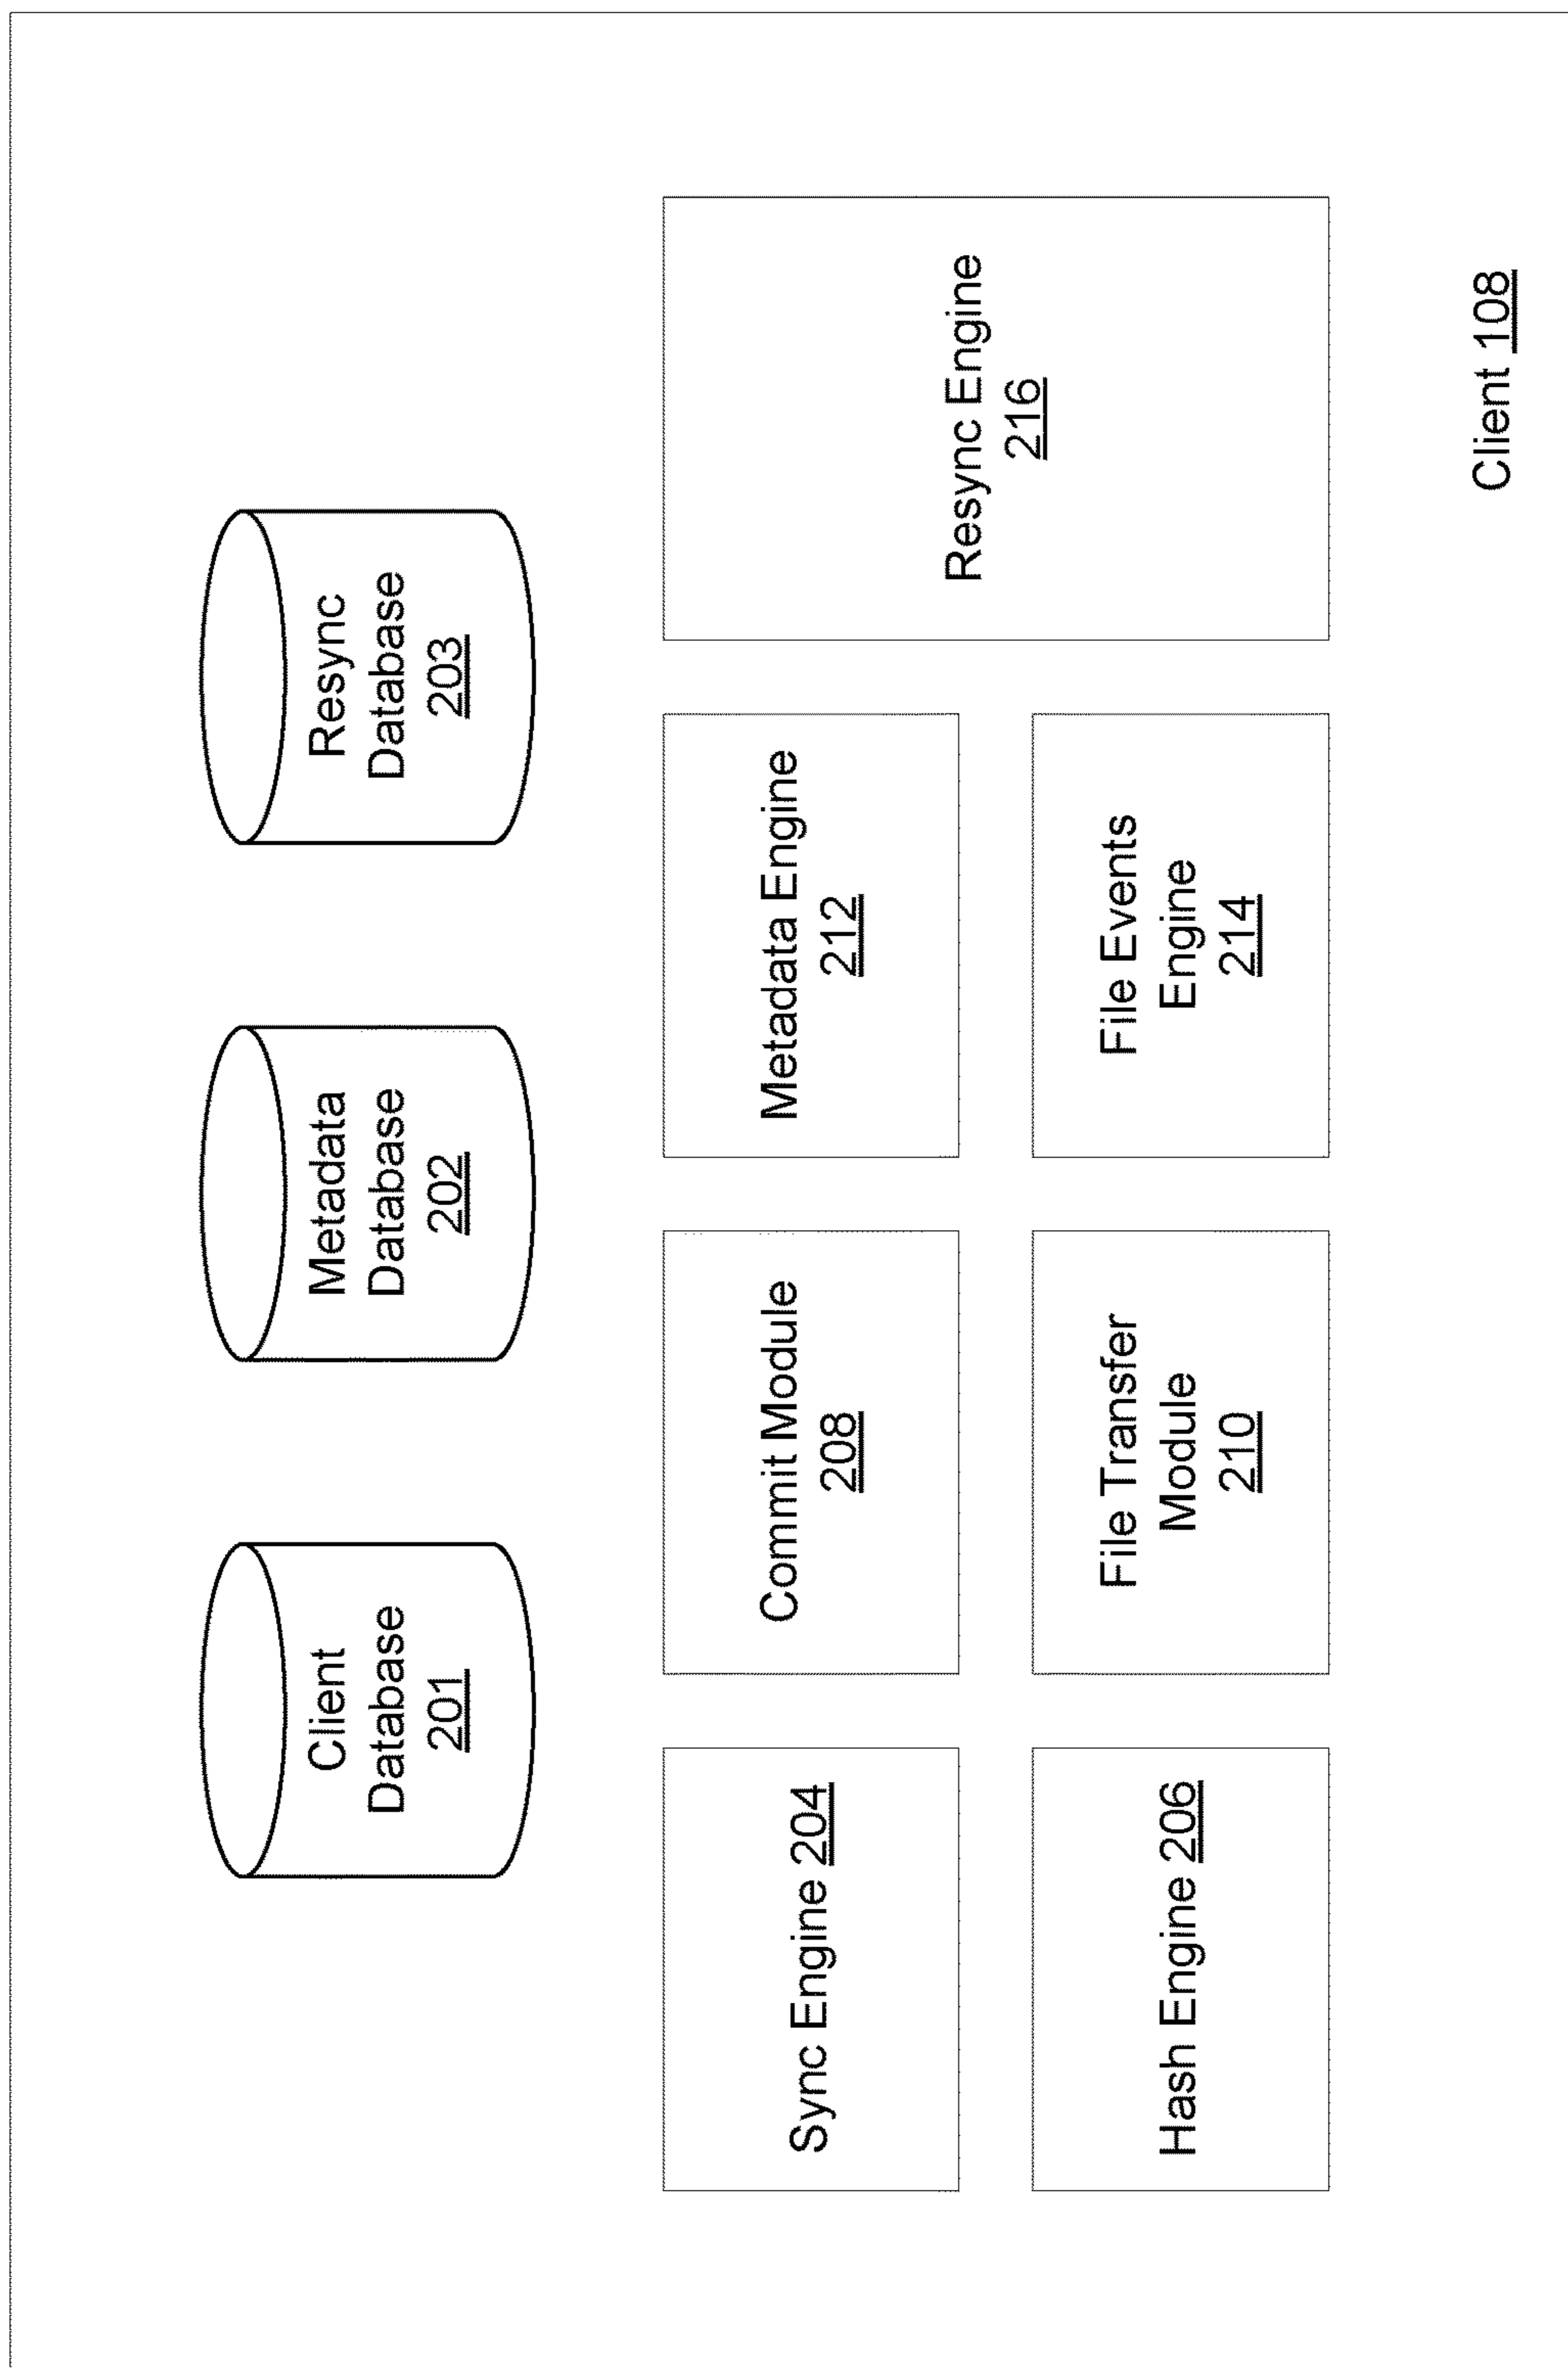 Client
Database
201
Metadata
Database
202
Resync
Database
203
Sync Engine 204
Commit Module
208
Metadata Engine
212
Resync Engine
216
Hash Engine 206
File Transfer
Module
210
File Events
Engine
214
Client 108